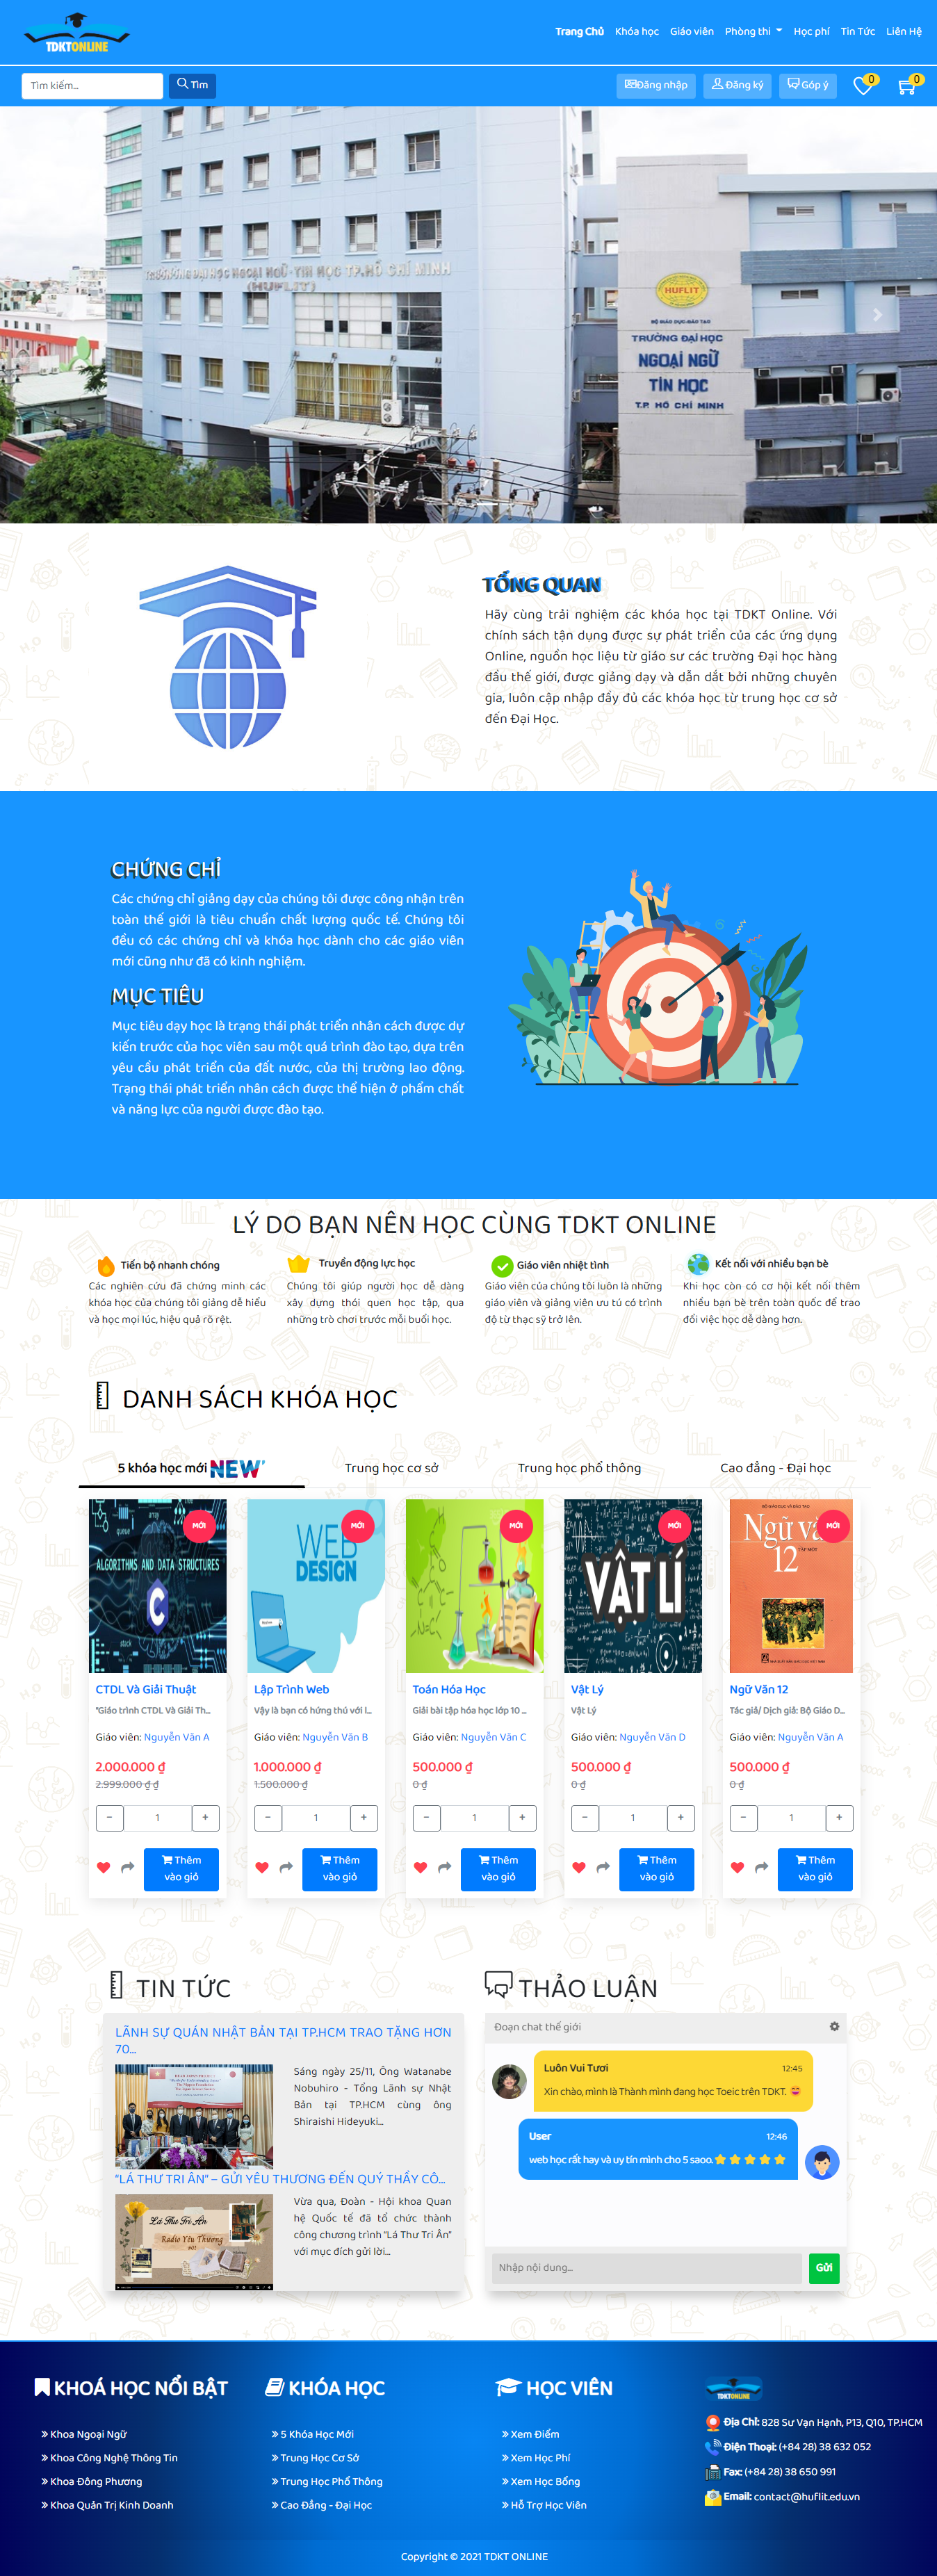 TDKTONLINE
Trang Chủ Khóa học Giáo viên Phòng thi Học phí Tin Tức Liên Hệ
Tìm kiếm... Tìm Đăng nhập Đăng ký Góp ý 0 0
TRƯỜNG ĐẠI HỌC NGOẠI NGỮ - TIN HỌC TP.HỒ CHÍ MINH
(HUFLIT)
HUFLIT
BỘ GIÁO DỤC-ĐÀO TẠO
TRƯỜNG ĐẠI HỌC
NGOẠI NGỮ
TIN HỌC
T.P. HỒ CHÍ MINH
TỔNG QUAN
Hãy cùng trải nghiệm các khóa học tại TDKT Online. Với
chính sách tận dụng được sự phát triển của các ứng dụng
Online, nguồn học liệu từ giáo sư các trường Đại học hàng
đầu thế giới, được giảng dạy và dẫn dắt bởi những chuyên
gia, luôn cập nhập đầy đủ các khóa học từ trung học cơ sở
đến Đại Học.
CHỨNG CHỈ
Các chứng chỉ giảng dạy của chúng tôi được công nhận trên
toàn thế giới là tiêu chuẩn chất lượng quốc tế. Chúng tôi
đều có các chứng chỉ và khóa học dành cho các giáo viên
mới cũng như đã có kinh nghiệm.
MỤC TIÊU
Mục tiêu dạy học là trạng thái phát triển nhân cách được dự
kiến trước của học viên sau một quá trình đào tạo, dựa trên
yêu cầu phát triển của đất nước, của thị trường lao động.
Trạng thái phát triển nhân cách được thể hiện ở phẩm chất
và năng lực của người được đào tạo.
LÝ DO BẠN NÊN HỌC CÙNG TDKT ONLINE
Tiến bộ nhanh chóng
Các nghiên cứu đã chứng minh các
khóa học của chúng tôi giảng dễ hiểu
và học mọi lúc, hiệu quả rõ rệt.
Truyền động lực học
Chúng tôi giúp người học dễ dàng
xây dựng thói quen học tập, qua
những trò chơi trước mỗi buổi học.
Giáo viên nhiệt tình
Giáo viên của chúng tôi luôn là những
giáo viên và giảng viên ưu tú có trình
độ từ thạc sỹ trở lên.
Kết nối với nhiều bạn bè
Khi học còn có cơ hội kết nối thêm
nhiều bạn bè trên toàn quốc để trao
đổi việc học dễ dàng hơn.
DANH SÁCH KHÓA HỌC
5 khóa học mới NEW Trung học cơ sở Trung học phổ thông Cao đẳng - Đại học
MỚI
queue
ALGORITHMS AND DATA STRUCTURES
C
stack
CTDL Và Giải Thuật
"Giáo trình CTDL Và Giải Th...
Giáo viên: Nguyễn Văn A
2.000.000 ₫
2.999.000 ₫ ₫
− 1 +
Thêm
vào giỏ
MỚI
WEB
DESIGN
Lập Trình Web
Vậy là bạn có hứng thú với l...
Giáo viên: Nguyễn Văn B
1.000.000 ₫
1.500.000 ₫
− 1 +
Thêm
vào giỏ
MỚI
Toán Hóa Học
Giải bài tập hóa học lớp 10 ...
Giáo viên: Nguyễn Văn C
500.000 ₫
0 ₫
− 1 +
Thêm
vào giỏ
MỚI
VẬT LÍ
Vật Lý
Vật Lý
Giáo viên: Nguyễn Văn D
500.000 ₫
0 ₫
− 1 +
Thêm
vào giỏ
BỘ GIÁO DỤC VÀ ĐÀO TẠO
MỚI
Ngữ vă
12 TẬP MỘT
Ngữ Văn 12
Tác giả/ Dịch giả: Bộ Giáo D...
Giáo viên: Nguyễn Văn A
500.000 ₫
0 ₫
− 1 +
Thêm
vào giỏ
TIN TỨC
LÃNH SỰ QUÁN NHẬT BẢN TẠI TP.HCM TRAO TẶNG HƠN
70...
Sáng ngày 25/11, Ông Watanabe
Nobuhiro - Tổng Lãnh sự Nhật
Bản tại TP.HCM cùng ông
Shiraishi Hideyuki...
"LÁ THƯ TRI ÂN" – GỬI YÊU THƯƠNG ĐẾN QUÝ THẦY CÔ...
Lá Thư Tri Ân
Radio Yêu Thương
Vừa qua, Đoàn - Hội khoa Quan
hệ Quốc tế đã tổ chức thành
công chương trình "Lá Thư Tri Ân"
với mục đích gửi lời...
THẢO LUẬN
Đoạn chat thế giới
Luôn Vui Tươi 12:45
Xin chào, mình là Thành mình đang học Toeic trên TDKT. 😄
User 12:46
web học rất hay và uy tín mình cho 5 saoo.⭐⭐⭐⭐⭐
Nhập nội dung... Gửi
KHOÁ HỌC NỔI BẬT
Khoa Ngoại Ngữ
Khoa Công Nghệ Thông Tin
Khoa Đông Phương
Khoa Quản Trị Kinh Doanh
KHÓA HỌC
5 Khóa Học Mới
Trung Học Cơ Sở
Trung Học Phổ Thông
Cao Đẳng - Đại Học
HỌC VIÊN
Xem Điểm
Xem Học Phí
Xem Học Bổng
Hỗ Trợ Học Viên
TDKTONLINE
Địa Chỉ: 828 Sư Vạn Hạnh, P13, Q10, TP.HCM
Điện Thoại: (+84 28) 38 632 052
Fax: (+84 28) 38 650 991
Email: contact@huflit.edu.vn
Copyright © 2021 TDKT ONLINE